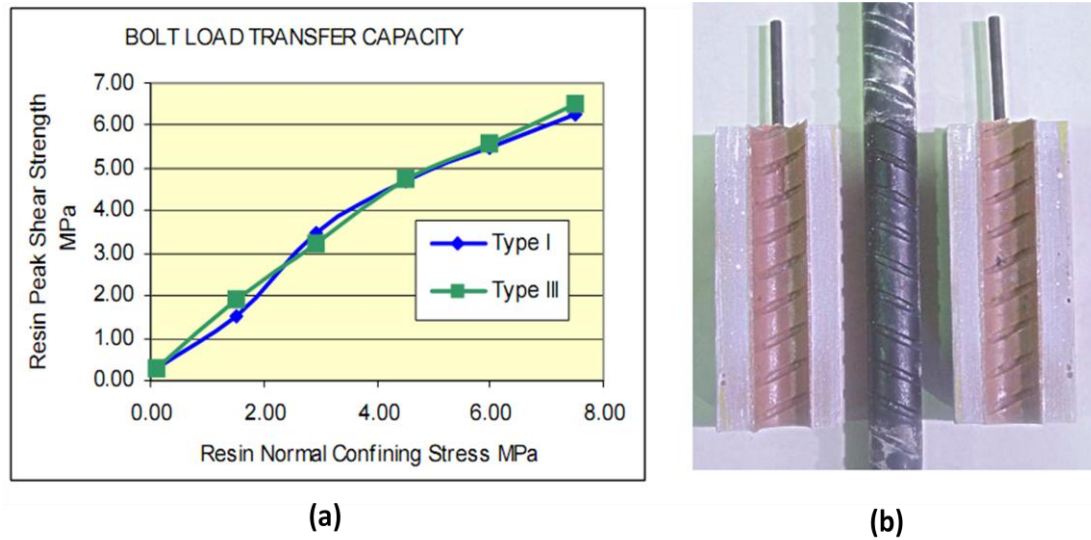 BOLT LOAD TRANSFER CAPACITY
Resin Peak Shear Strength
MPa
7.00
6.00
5.00
4.00
3.00
2.00
1.00
0.00
Type I
Type III
0.00 2.00 4.00 6.00 8.00
Resin Normal Confining Stress MPa
(a) (b)